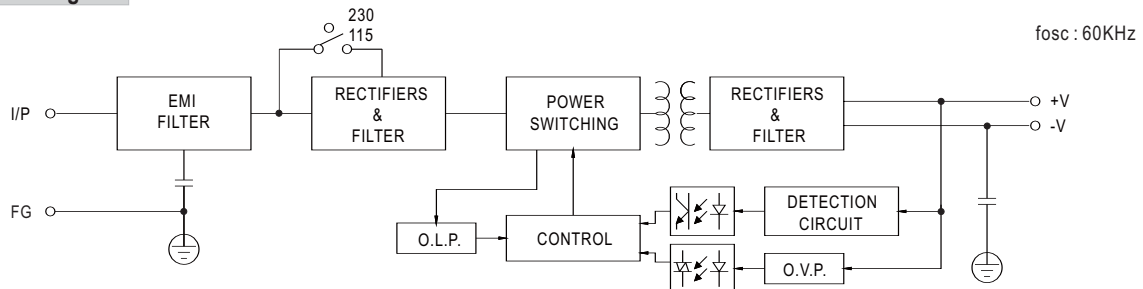 230
115
fosc : 60KHz
I/P
EMI
FILTER
RECTIFIERS
&
FILTER
POWER
SWITCHING
RECTIFIERS
&
FILTER
+V
-V
FG
O.L.P.
CONTROL
DETECTION
CIRCUIT
O.V.P.